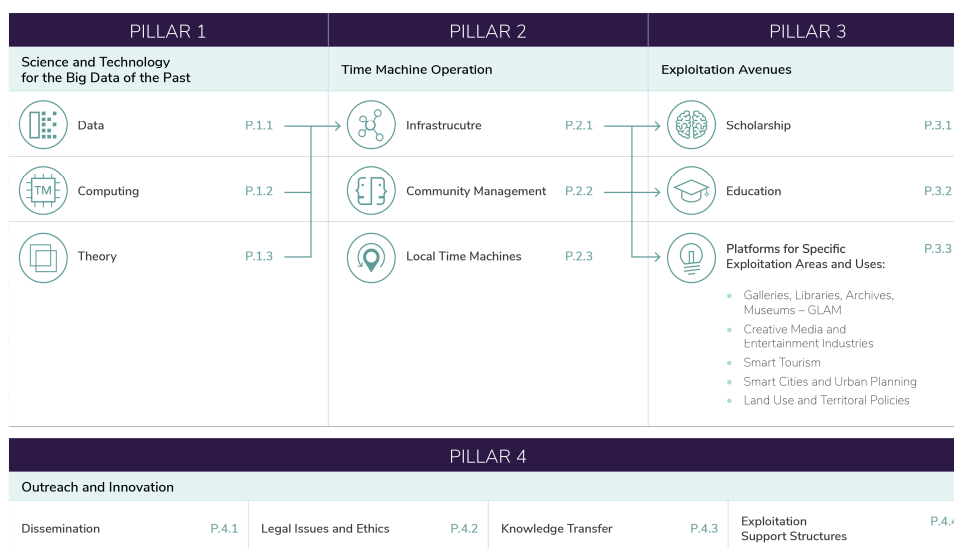 PILLAR 1
Science and Technology
for the Big Data of the Past
Data P.1.1
TM
Computing P.1.2
Theory P.1.3
PILLAR 2
Time Machine Operation
Infrastrucutre P.2.1
Community Management P.2.2
Local Time Machines P.2.3
PILLAR 3
Exploitation Avenues
Scholarship P.3.1
Education P.3.2
Platforms for Specific P.3.3
Exploitation Areas and Uses:
Galleries, Libraries, Archives,
Museums – GLAM
Creative Media and
Entertainment Industries
Smart Tourism
Smart Cities and Urban Planning
Land Use and Territoral Policies
PILLAR 4
Outreach and Innovation
Dissemination P.4.1
Legal Issues and Ethics P.4.2
Knowledge Transfer P.4.3
Exploitation P.4.4
Support Structures